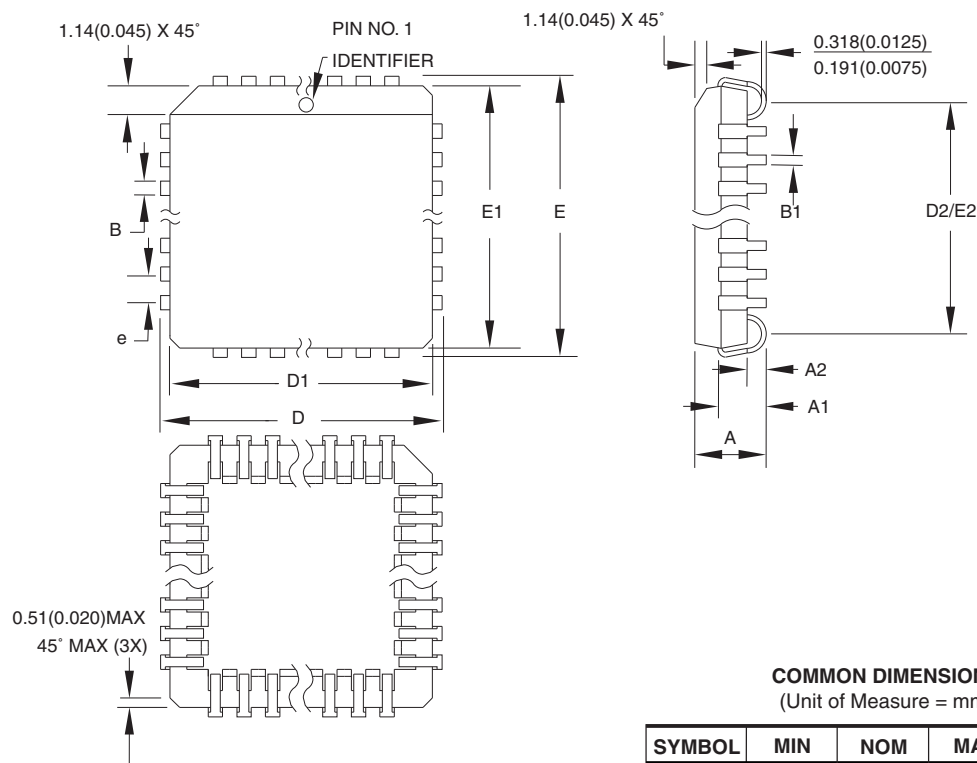 1.14(0.045) X 45˚
PIN NO. 1
IDENTIFIER
1.14(0.045) X 45˚
0.318(0.0125)
0.191(0.0075)
B
e
E1
E
B1
D2/E2
D1
D
A2
A1
A
0.51(0.020)MAX
45˚ MAX (3X)
COMMON DIMENSION
(Unit of Measure = mm
SYMBOL MIN NOM MA